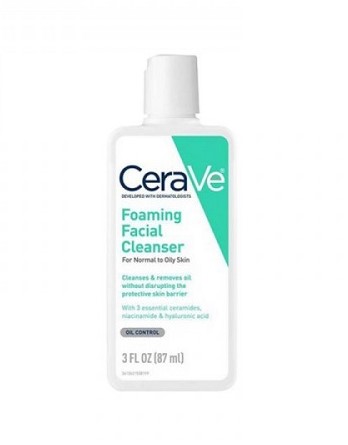 CeraVe
DEVELOPED WITH DERMATOLOGISTS
Foaming
Facial
Cleanser
For Normal to Oily Skin
Cleanses & removes oil
without disrupting the
protective skin barrier
With 3 essential ceramides,
niacinamide & hyaluronic acid
OIL CONTROL
3 FL OZ (87 ml)